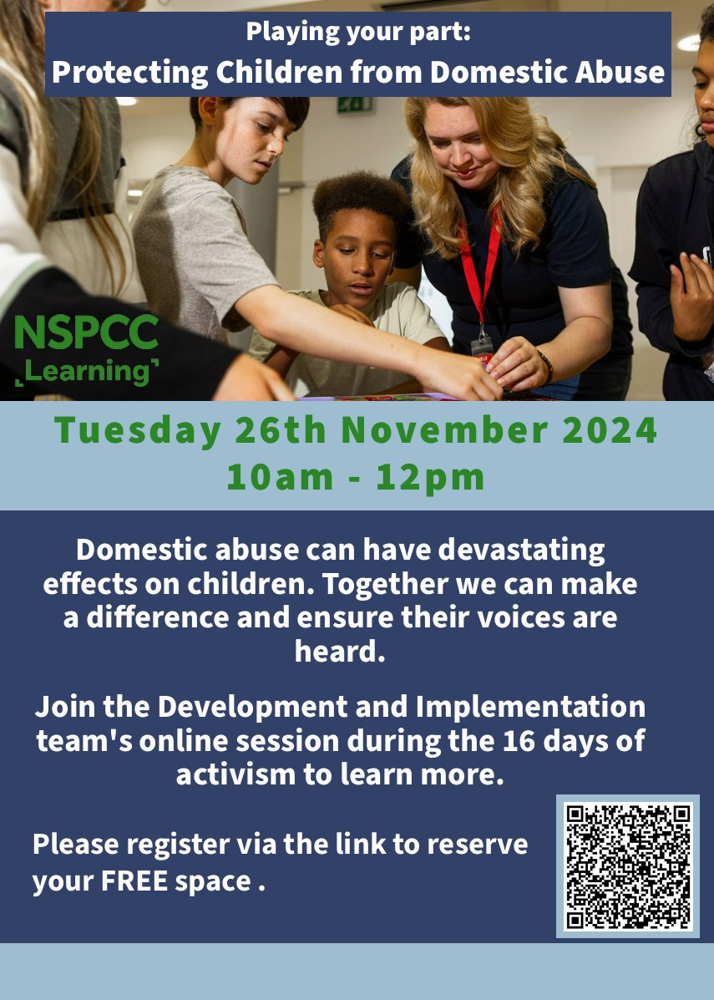 Playing your part:
Protecting Children from Domestic Abuse
NSPCC
Learning
Tuesday 26th November 2024
10am - 12pm
Domestic abuse can have devastating
effects on children. Together we can make
a difference and ensure their voices are
heard.
Join the Development and Implementation
team's online session during the 16 days of
activism to learn more.
Please register via the link to reserve
your FREE space .